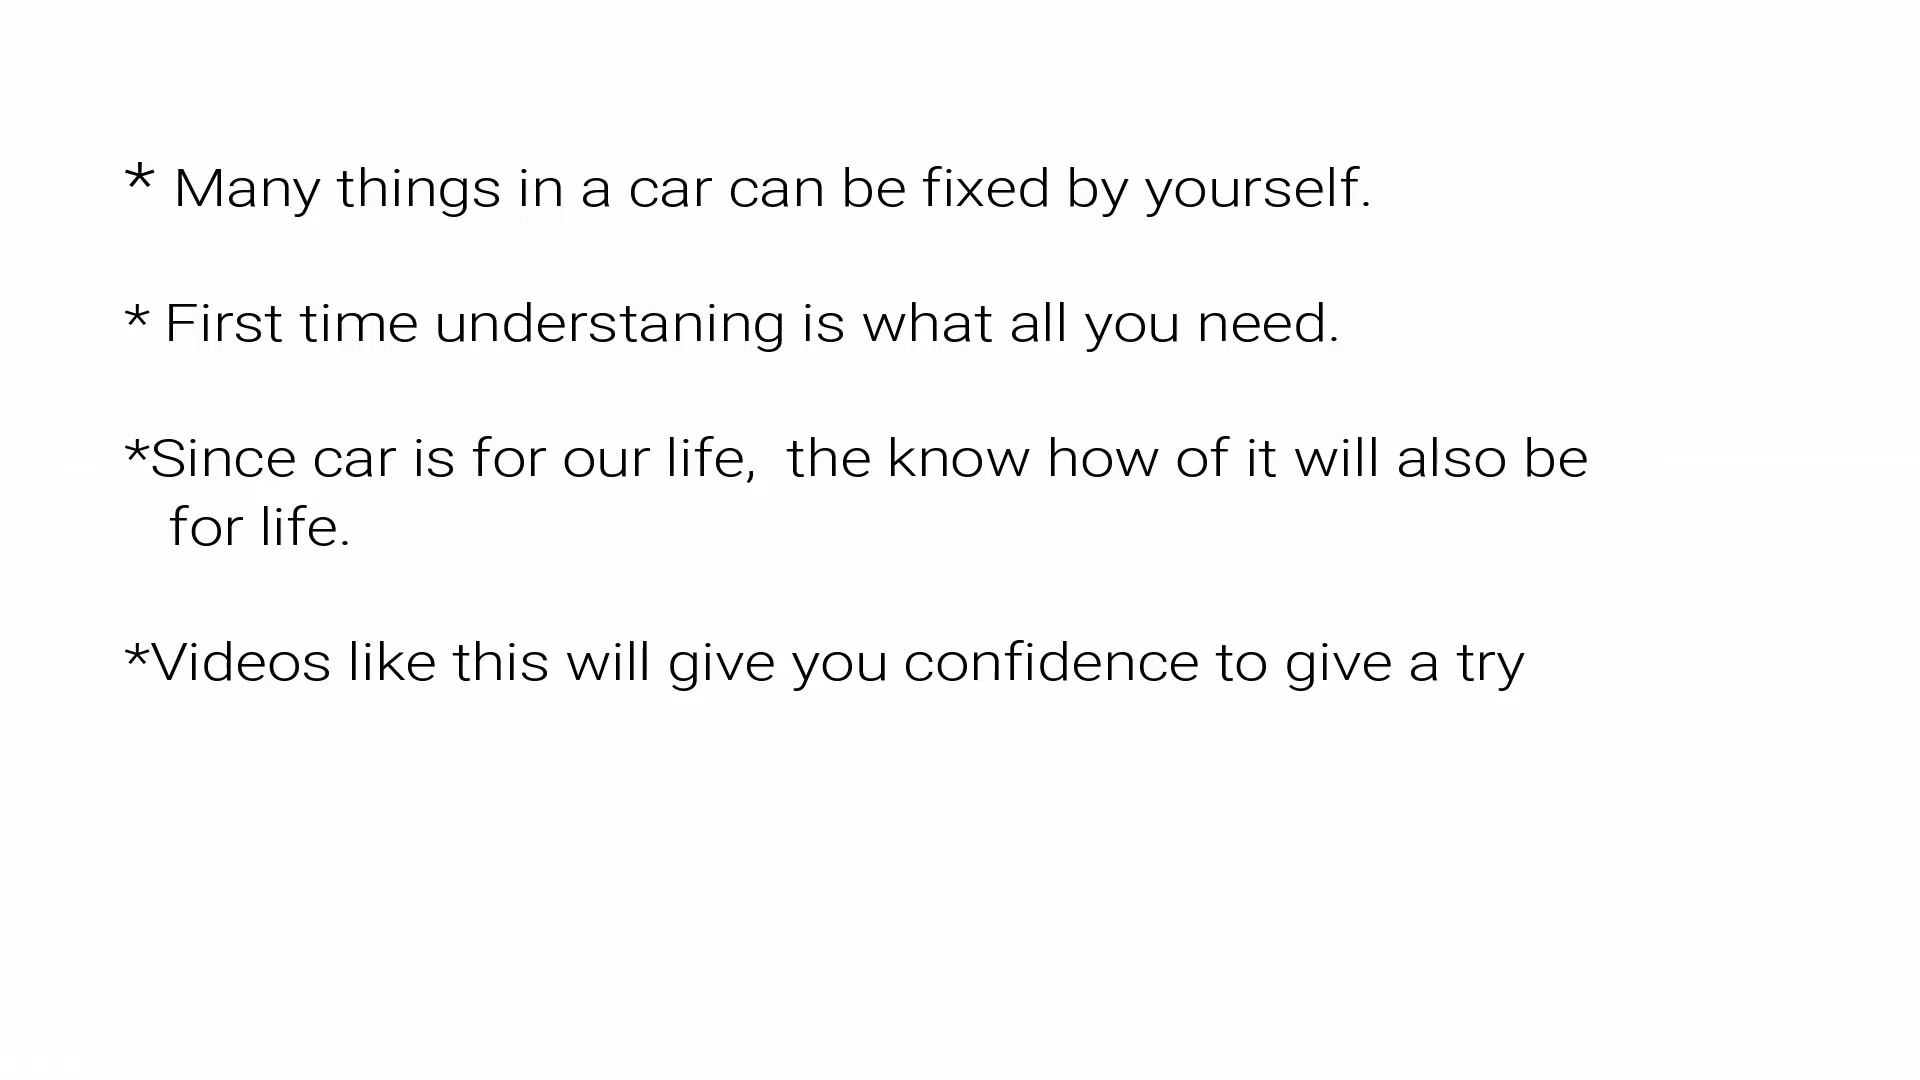 * Many things in a car can be fixed by yourself.
* First time understaning is what all you need.
*Since car is for our life,  the know how of it will also be
for life.
*Videos like this will give you confidence to give a try